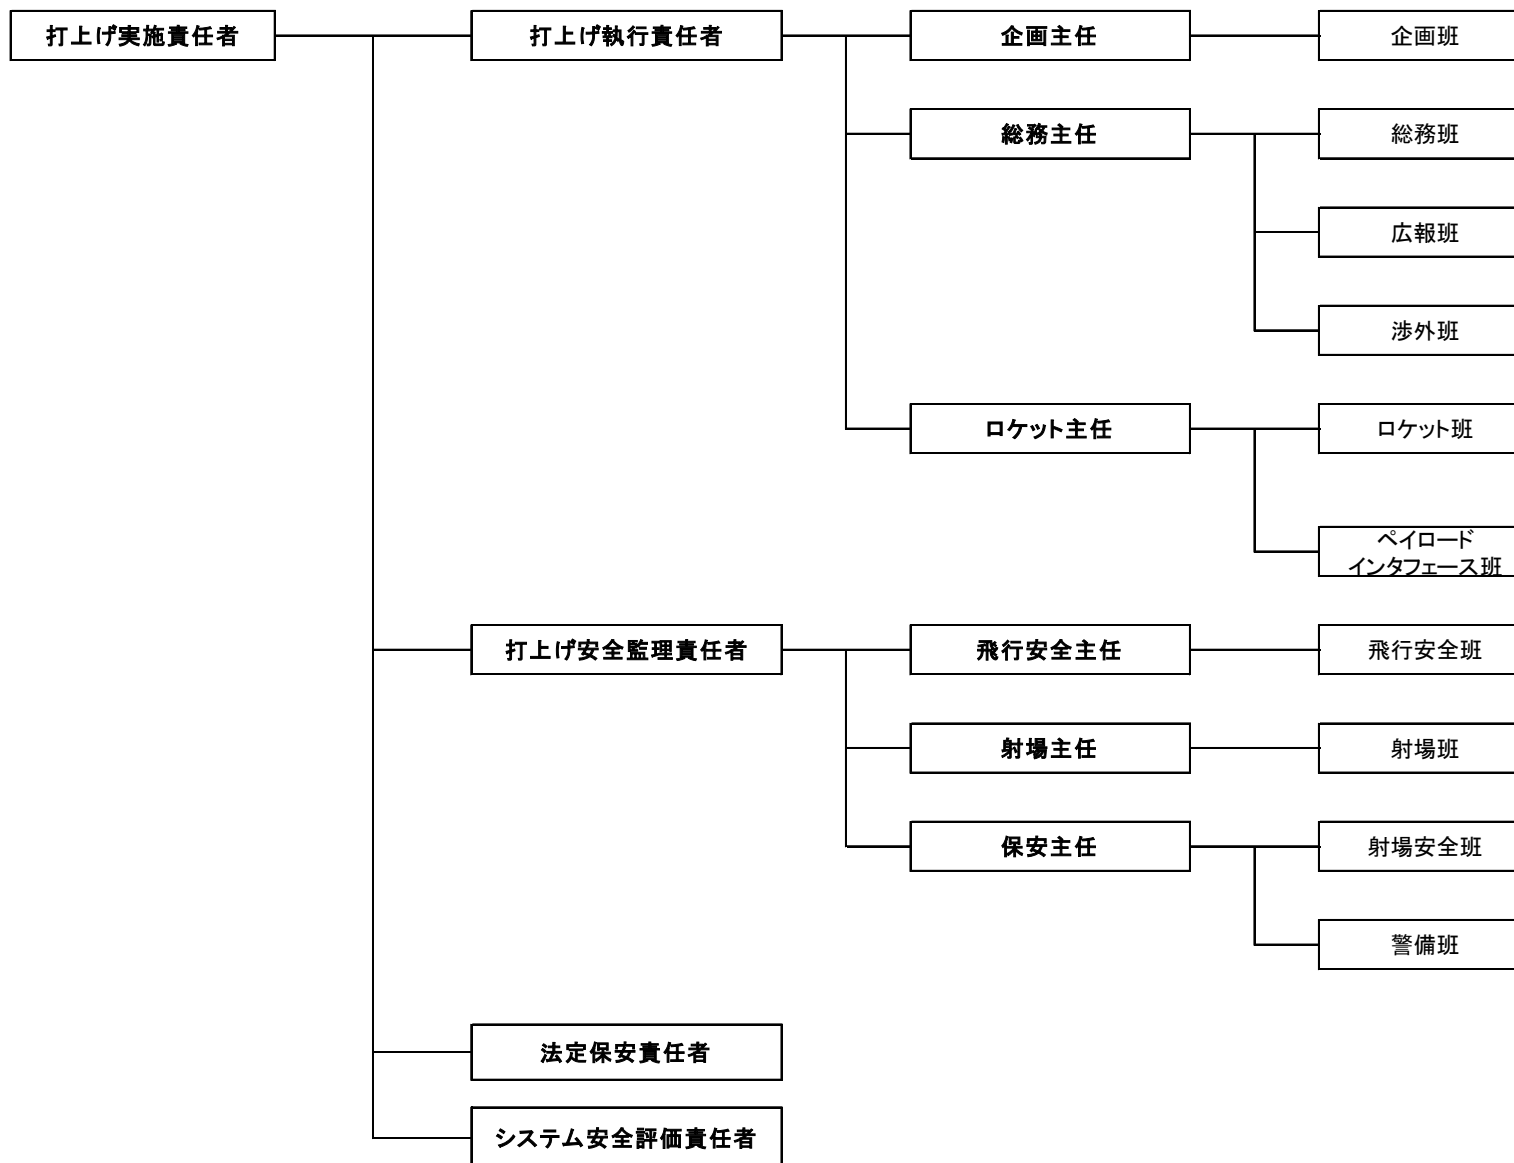 打上げ実施責任者
打上げ執行責任者
企画主任
企画班
総務主任
総務班
広報班
渉外班
ロケット主任
ロケット班
ペイロード
インタフェース班
打上げ安全監理責任者
飛行安全主任
飛行安全班
射場主任
射場班
保安主任
射場安全班
警備班
法定保安責任者
システム安全評価責任者